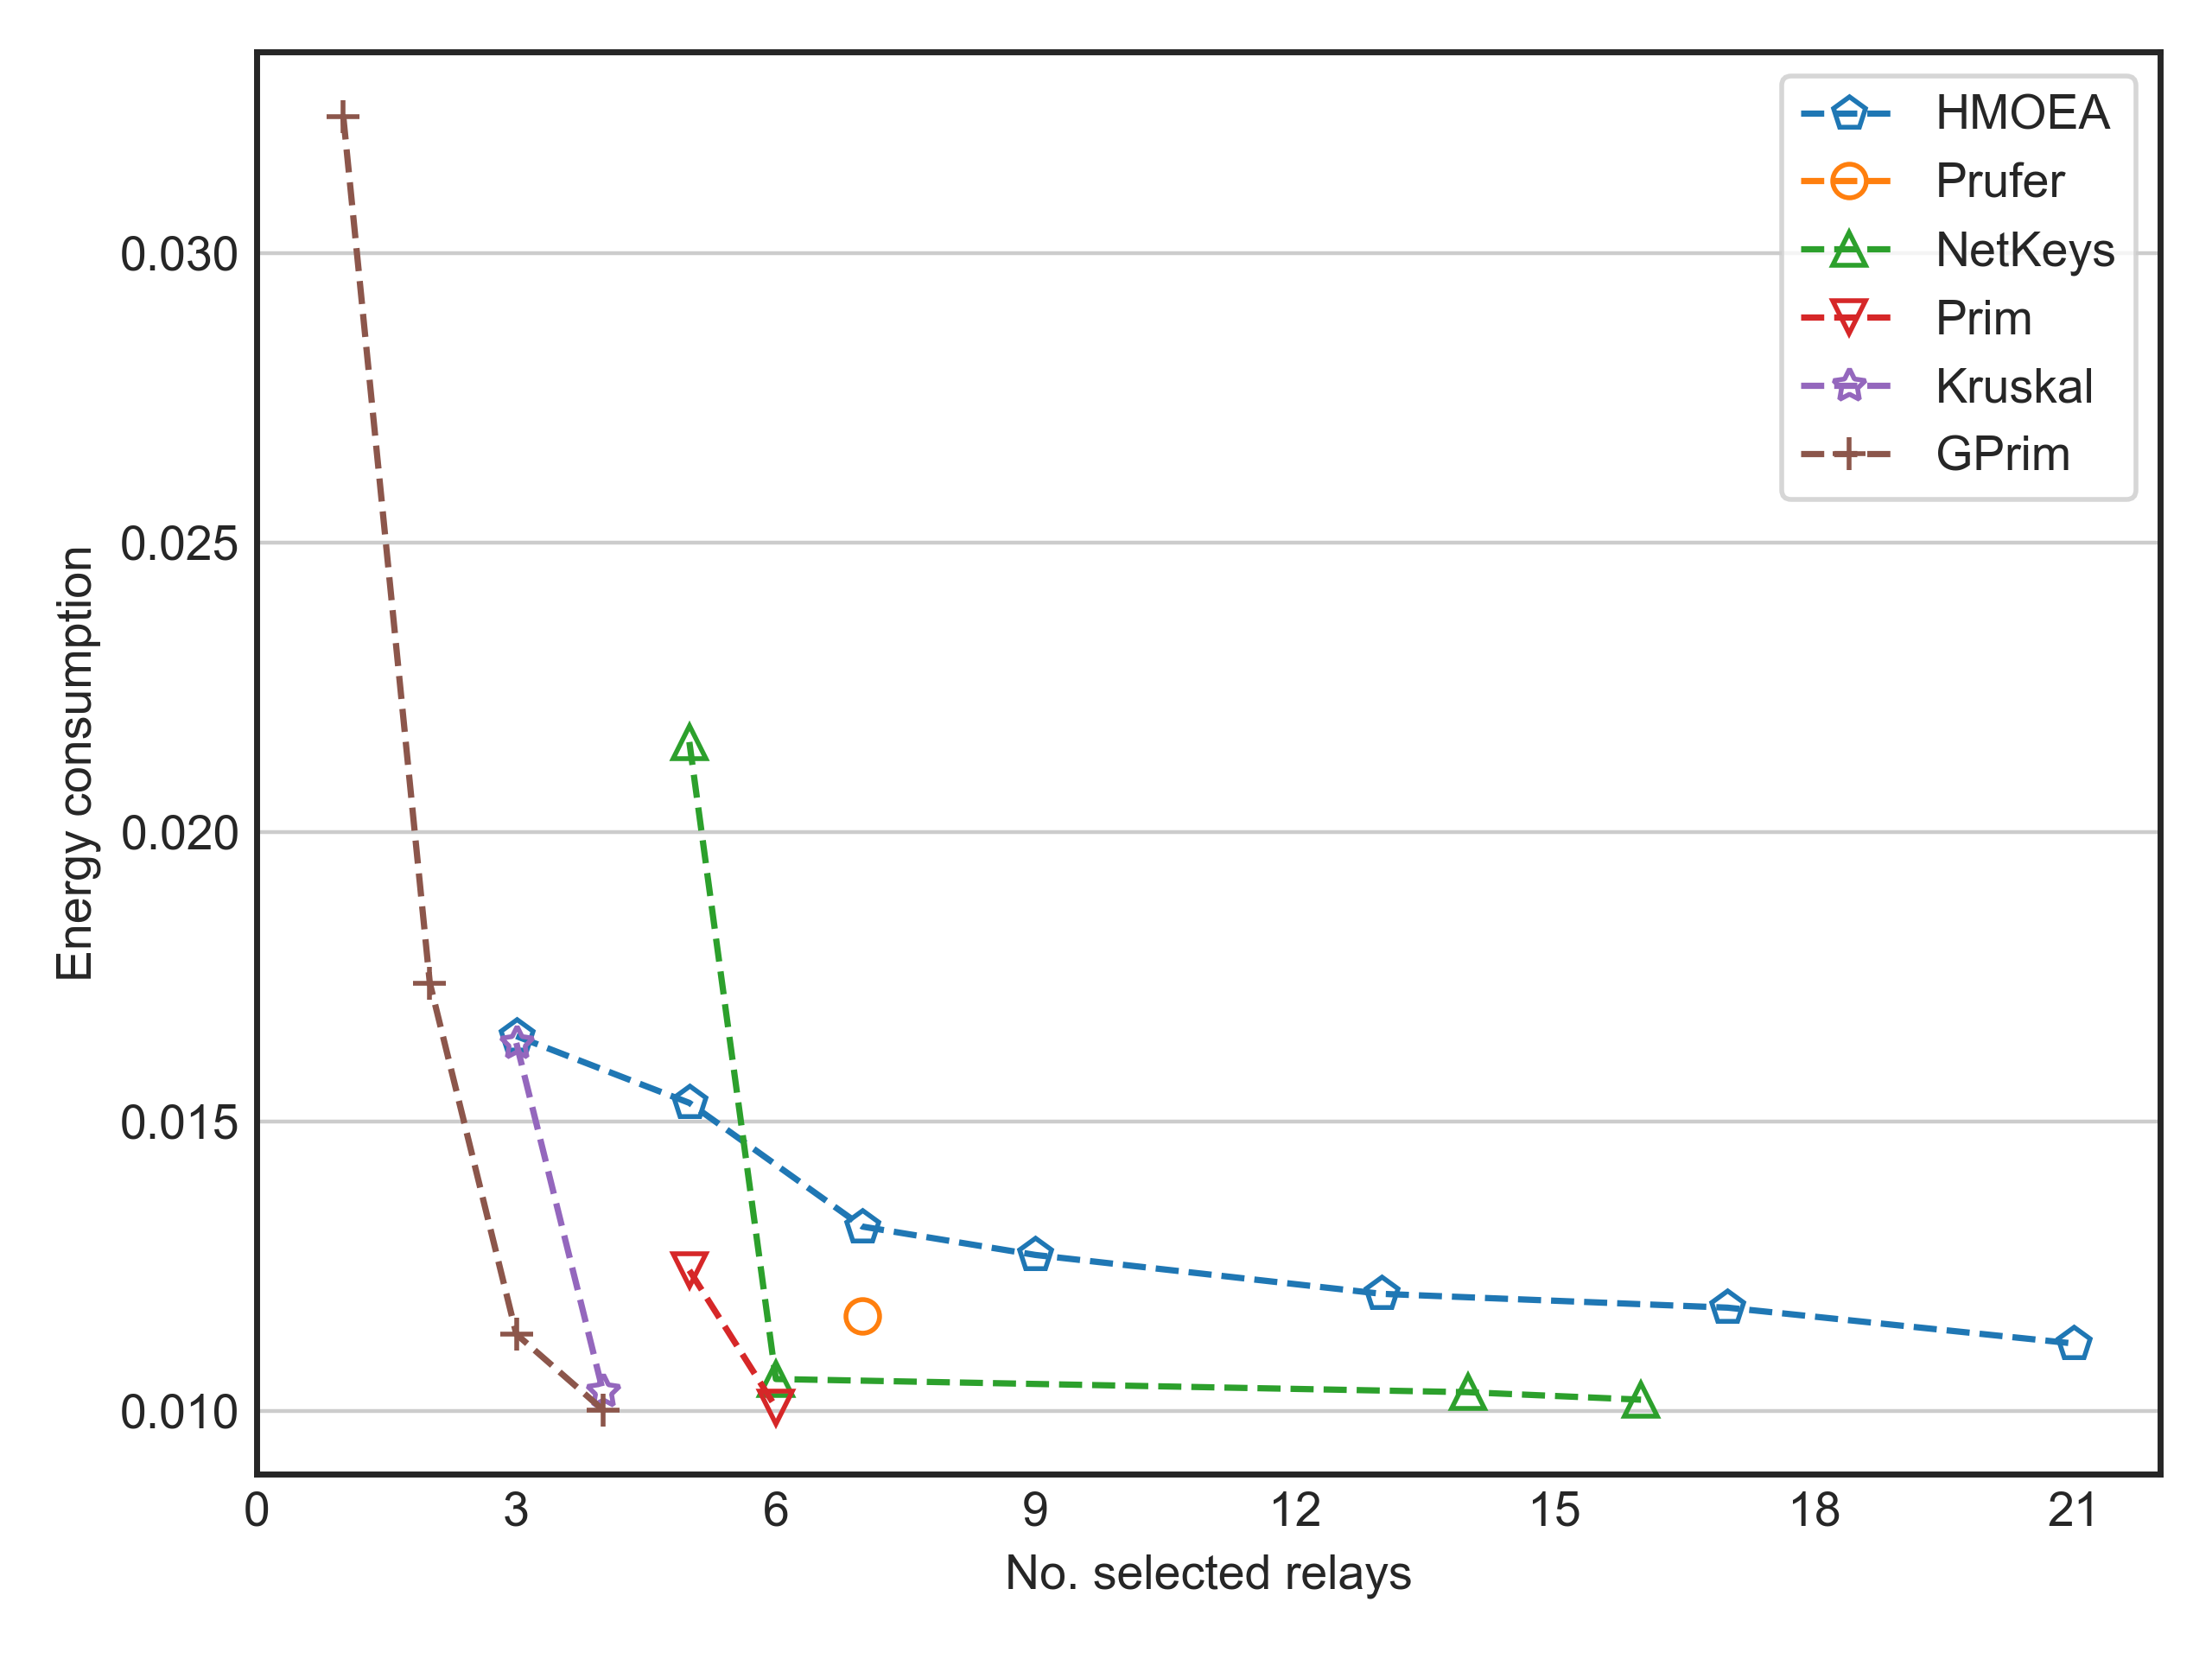 HMOEA
Prufer
NetKeys
Prim
Kruskal
GPrim
0.030
0.025
0.020
0.015
0.010
Energy consumption
0 3 6 9 12 15 18 21
No. selected relays